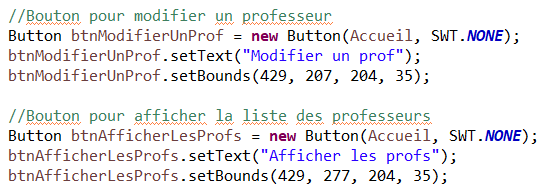 //Bouton pour modifier un professeur
Button btnModifierUnProf = new Button(Accueil, SWT.NONE);
btnModifierUnProf.setText("Modifier un prof");
btnModifierUnProf.setBounds(429, 207, 204, 35);
//Bouton pour afficher la liste des professeurs
Button btnAfficherLesProfs = new Button(Accueil, SWT.NONE);
btnAfficherLesProfs.setText("Afficher les profs");
btnAfficherLesProfs.setBounds(429, 277, 204, 35);